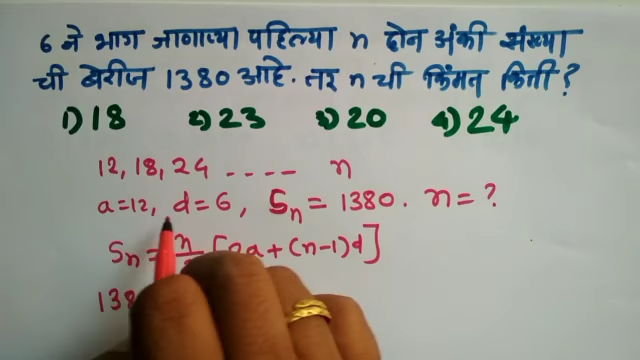 6 ने भाग जाणाऱ्या पहिल्या n दोन अंकी संख्या
ची बेरीज 1380 आहे. तर n ची किंमत किती?
1) 18 2) 23 3) 20 4) 24
12, 18, 24 ---- n
a=12, d=6, Sn = 1380. n=?
Sn = n [2a+(n-1)d]
138